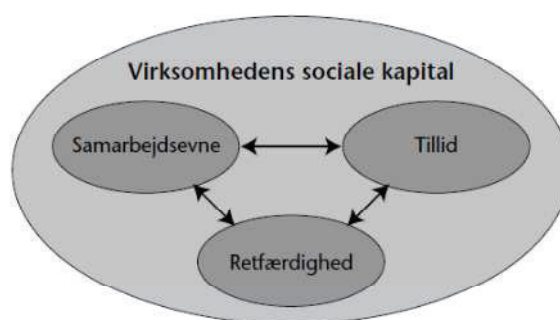 Virksomhedens sociale kapital
Samarbejdsevne
Tillid
Retfærdighed